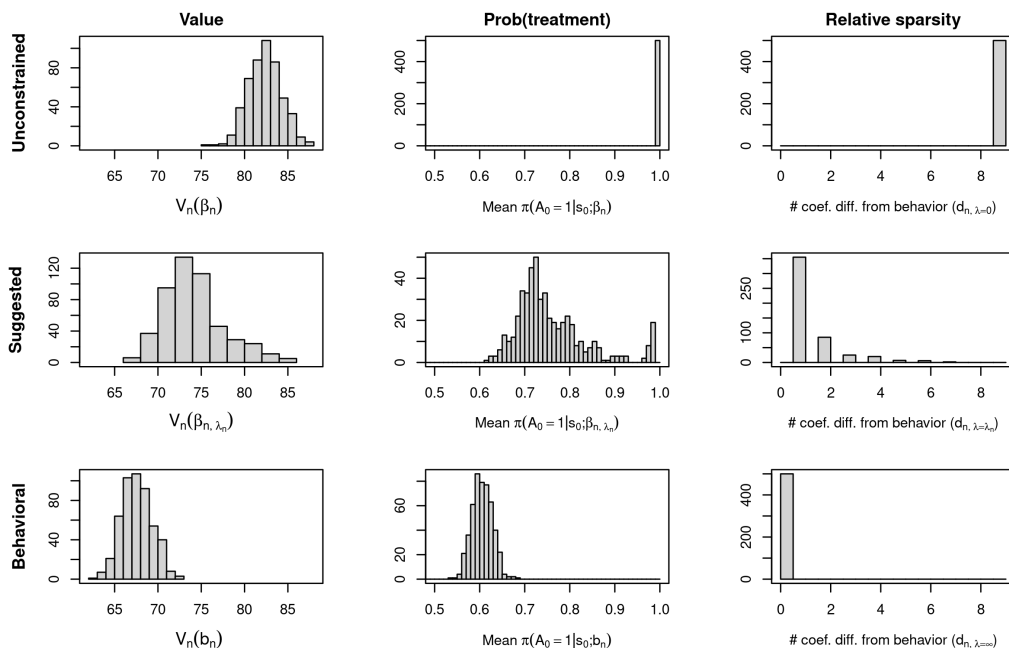 Value Prob(treatment) Relative sparsity
Unconstrained
0 40 80
65 70 75 80 85
Vn(βn)
0 200 400
0.5 0.6 0.7 0.8 0.9 1.0
Mean π(A0 = 1|s0;βn)
0 200 400
0 2 4 6 8
# coef. diff. from behavior (dn, λ=0)
Suggested
0 40 80 120
65 70 75 80 85
Vn(βn, λn)
0 20 40
0.5 0.6 0.7 0.8 0.9 1.0
Mean π(A0 = 1|s0;βn, λn)
0 100 250
0 2 4 6 8
# coef. diff. from behavior (dn, λ=λn)
Behavioral
0 40 80
65 70 75 80 85
Vn(bn)
0 20 60
0.5 0.6 0.7 0.8 0.9 1.0
Mean π(A0 = 1|s0;bn)
0 200 400
0 2 4 6 8
# coef. diff. from behavior (dn, λ=∞)